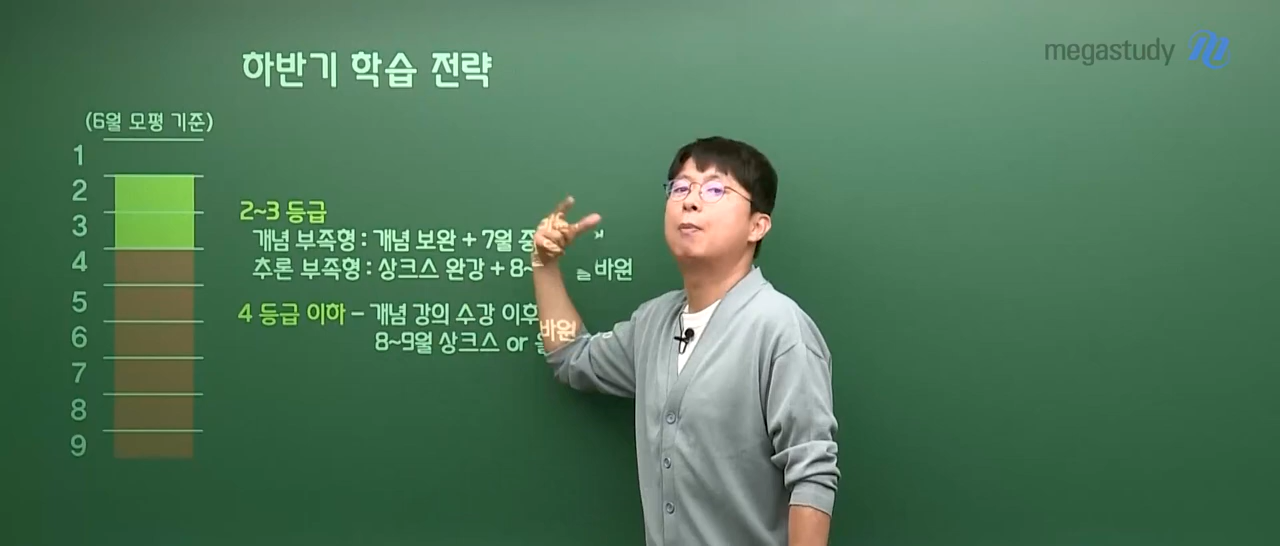 megastudy
하반기 학습 전략
(6월 모평 기준)
1
2
3
4
5
6
7
8
9
2~3 등급
개념 부족형 : 개념 보완 + 7월
추론 부족형 : 상크스 완강 + 8~ 바원
4 등급 이하 – 개념 강의 수강 이후
8~9월 상크스 or 바원